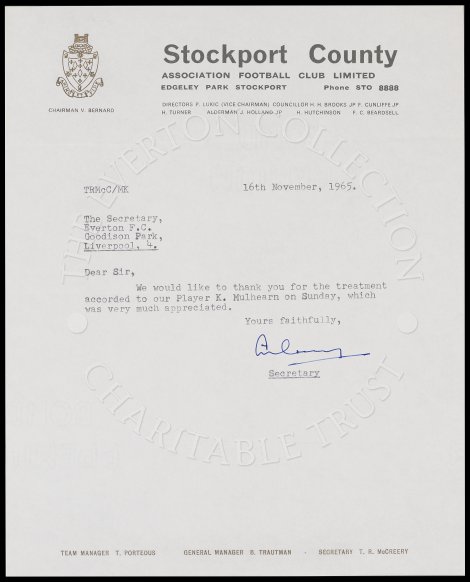 Stockport County
ASSOCIATION FOOTBALL CLUB LIMITED
EDGELEY PARK STOCKPORT Phone STO 8888
CHAIRMAN V. BERNARD
DIRECTORS F. LUKIC (VICE-CHAIRMAN) COUNCILLOR H. H. BROOKS JP F. CUNLIFFE JP
H. TURNER ALDERMAN J. HOLLAND JP H. HUTCHINSON F. C. BEARDSELL
TRMcC/MK 16th November, 1965.
The Secretary,
Everton F.C.
Goodison Park,
Liverpool, 4.
Dear Sir,
We would like to thank you for the treatment
accorded to our Player K. Mulhearn on Sunday, which
was very much appreciated.
Yours faithfully,
Secretary
TEAM MANAGER T. PORTEOUS GENERAL MANAGER B. TRAUTMAN · SECRETARY T. R. McCREERY
THE EVERTON COLLECTION
CHARITABLE TRUST